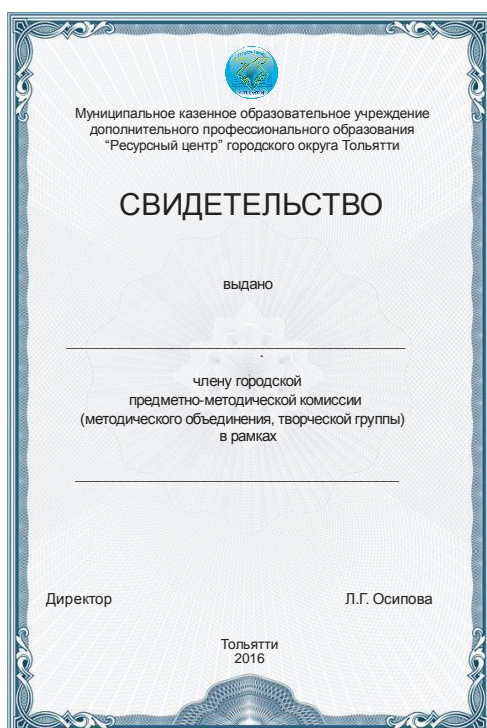 Муниципальное казенное образовательное учреждение
дополнительного профессионального образования
“Ресурсный центр” городского округа Тольятти
СВИДЕТЕЛЬСТВО
выдано
члену городской
предметно-методической комиссии
(методического объединения, творческой группы)
в рамках
Директор Л.Г. Осипова
Тольятти
2016